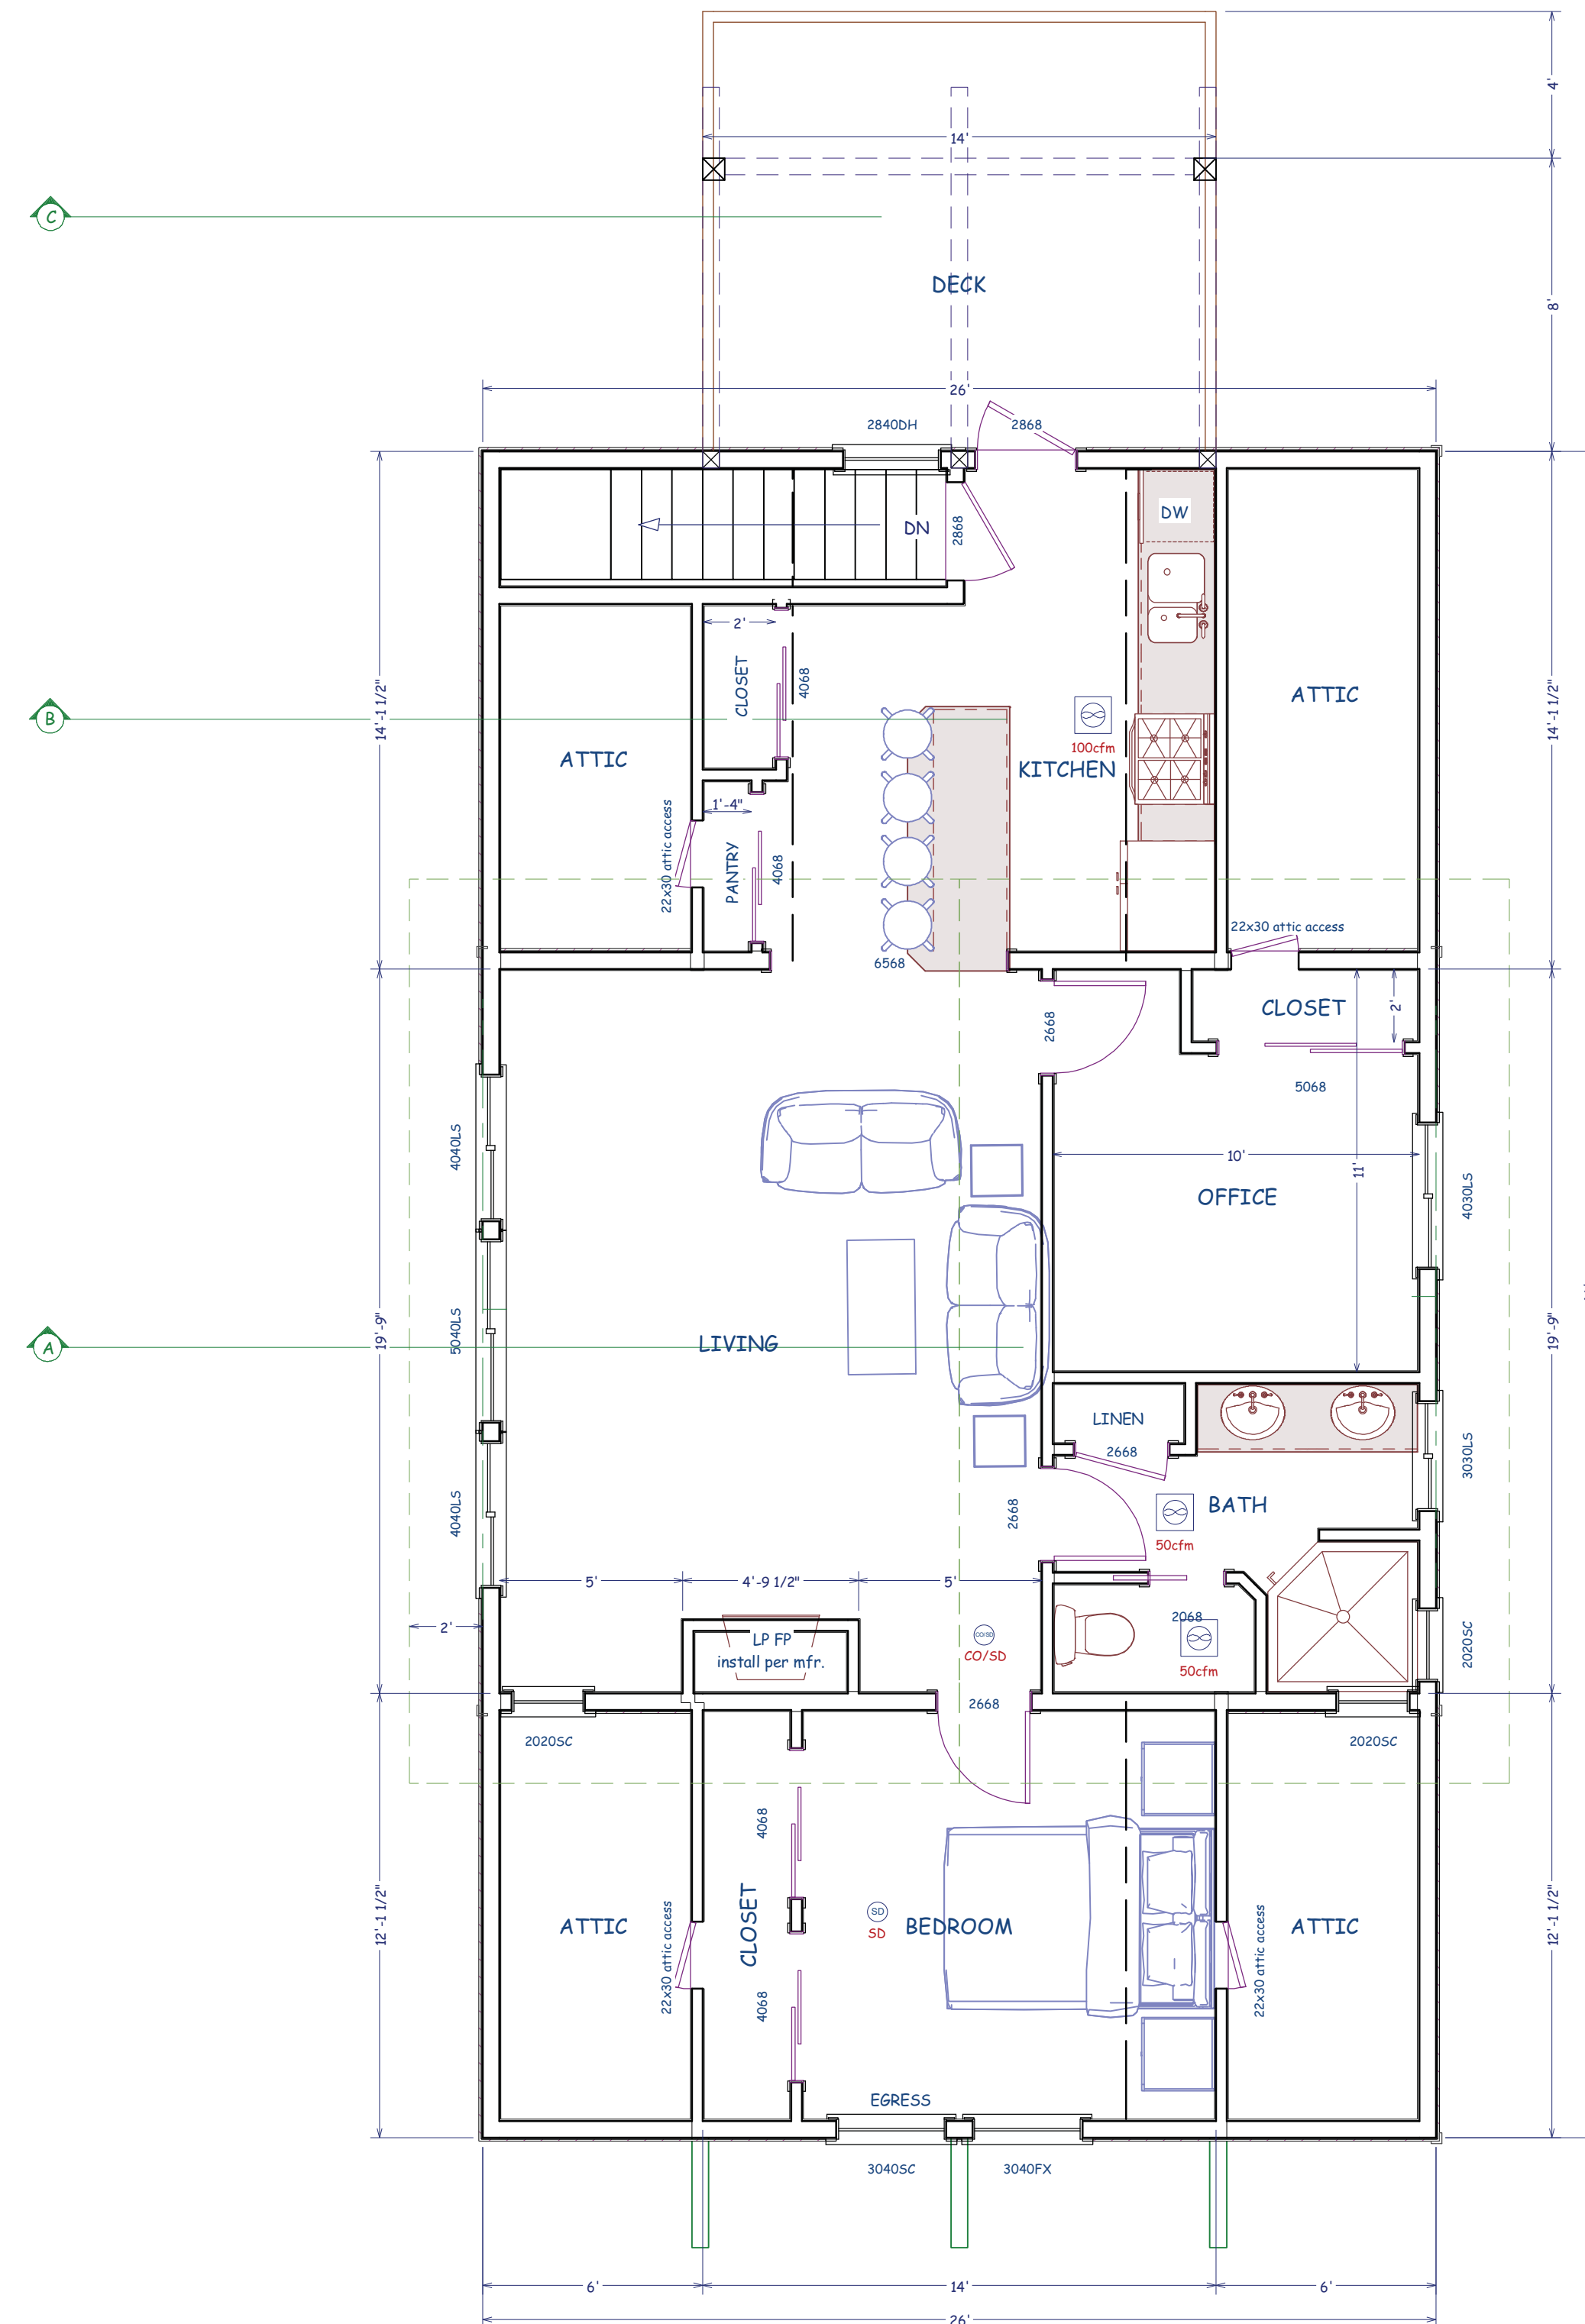 4'
14'
C
8'
DECK
26'
2840DH
2868
DW
DN
2868
2'
CLOSET
4068
ATTIC
14'-1 1/2"
14'-1 1/2"
B
100cfm
KITCHEN
ATTIC
1'-4"
22x30 attic access
PANTRY
4068
22x30 attic access
6568
CLOSET
2'
2668
5068
4040LS
10'
11'
OFFICE
4030LS
19'-9"
5040LS
A
LIVING
19'-9"
LINEN
2668
3030LS
4040LS
2668
BATH
50cfm
5'
4'-9 1/2"
5'
2'
2068
LP FP
install per mfr.
CO/SD
CO/SD
50cfm
2020SC
2668
2020SC
2020SC
4068
12'-1 1/2"
ATTIC
22x30 attic access
CLOSET
SD
SD
BEDROOM
22x30 attic access
ATTIC
12'-1 1/2"
4068
EGRESS
3040SC
3040FX
6'
14'
6'
26'